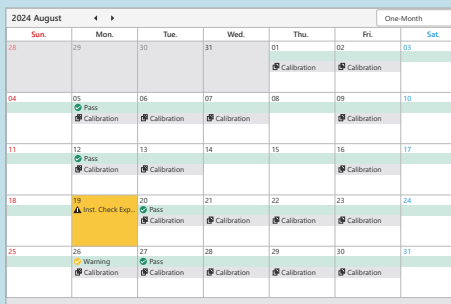 2024 August
One-Month
Sun. Mon. Tue. Wed. Thu. Fri. Sat.
28 29 30 31 01 02 03
Calibration Calibration
04 05 06 07 08 09 10
Pass
Calibration Calibration Calibration Calibration
11 12 13 14 15 16 17
Pass
Calibration Calibration Calibration
18 19 20 21 22 23 24
Inst. Check Exp... Pass
Calibration Calibration Calibration Calibration
25 26 27 28 29 30 31
Warning Pass
Calibration Calibration Calibration Calibration Calibration